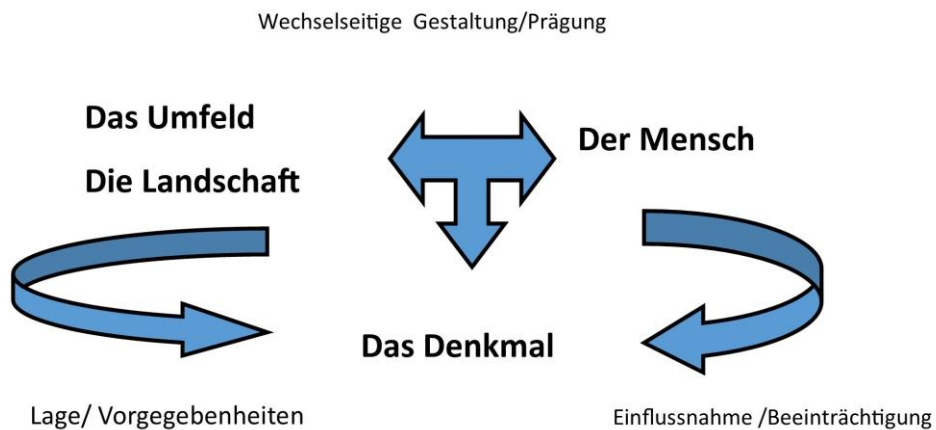 Wechselseitige Gestaltung/Prägung
Das Umfeld
Die Landschaft
Der Mensch
Das Denkmal
Lage/ Vorgegebenheiten
Einflussnahme /Beeinträchtigung